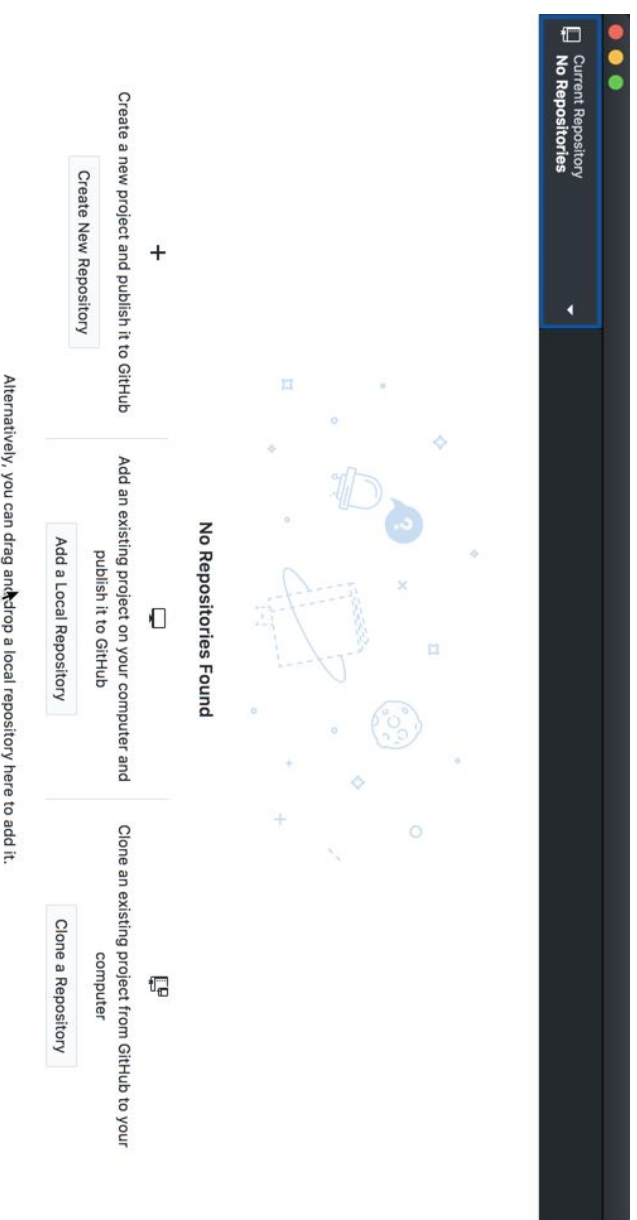 Current Repository
No Repositories
?
No Repositories Found
Create a new project and publish it to GitHub
Create New Repository
Add an existing project on your computer and
publish it to GitHub
Add a Local Repository
Clone an existing project from GitHub to your
computer
Clone a Repository
Alternatively, you can drag and drop a local repository here to add it.